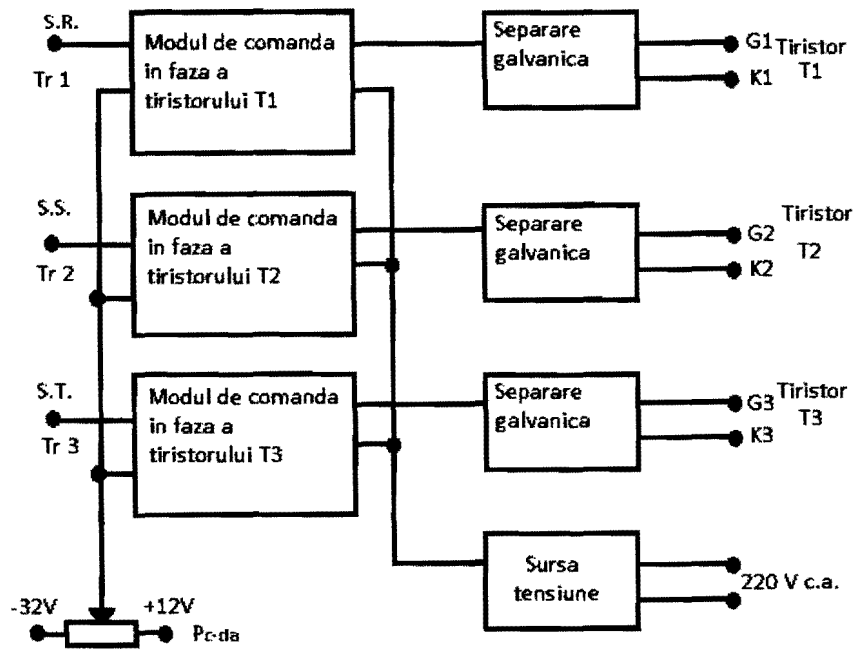 S.R.
Tr 1
Modul de comanda
in faza a
tiristorului T1
Separare
galvanica
G1
K1
Tiristor
T1
S.S.
Tr 2
Modul de comanda
in faza a
tiristorului T2
Separare
galvanica
G2
K2
Tiristor
T2
S.T.
Tr 3
Modul de comanda
in faza a
tiristorului T3
Separare
galvanica
G3
K3
Tiristor
T3
Sursa
tensiune
220 V c.a.
-32V
+12V
Pc-da